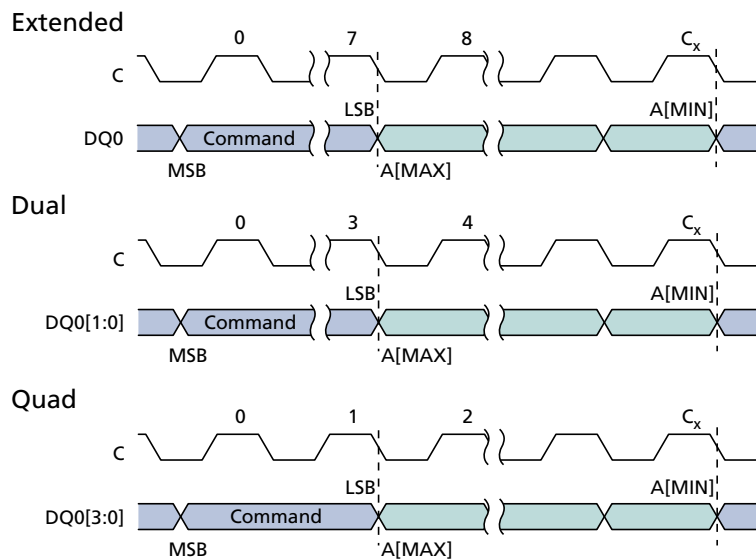 Extended
0 7 8 Cx
C
LSB A[MIN]
DQ0 Command
MSB A[MAX]
Dual
0 3 4 Cx
C
LSB A[MIN]
DQ0[1:0] Command
MSB A[MAX]
Quad
0 1 2 Cx
C
LSB A[MIN]
DQ0[3:0] Command
MSB A[MAX]